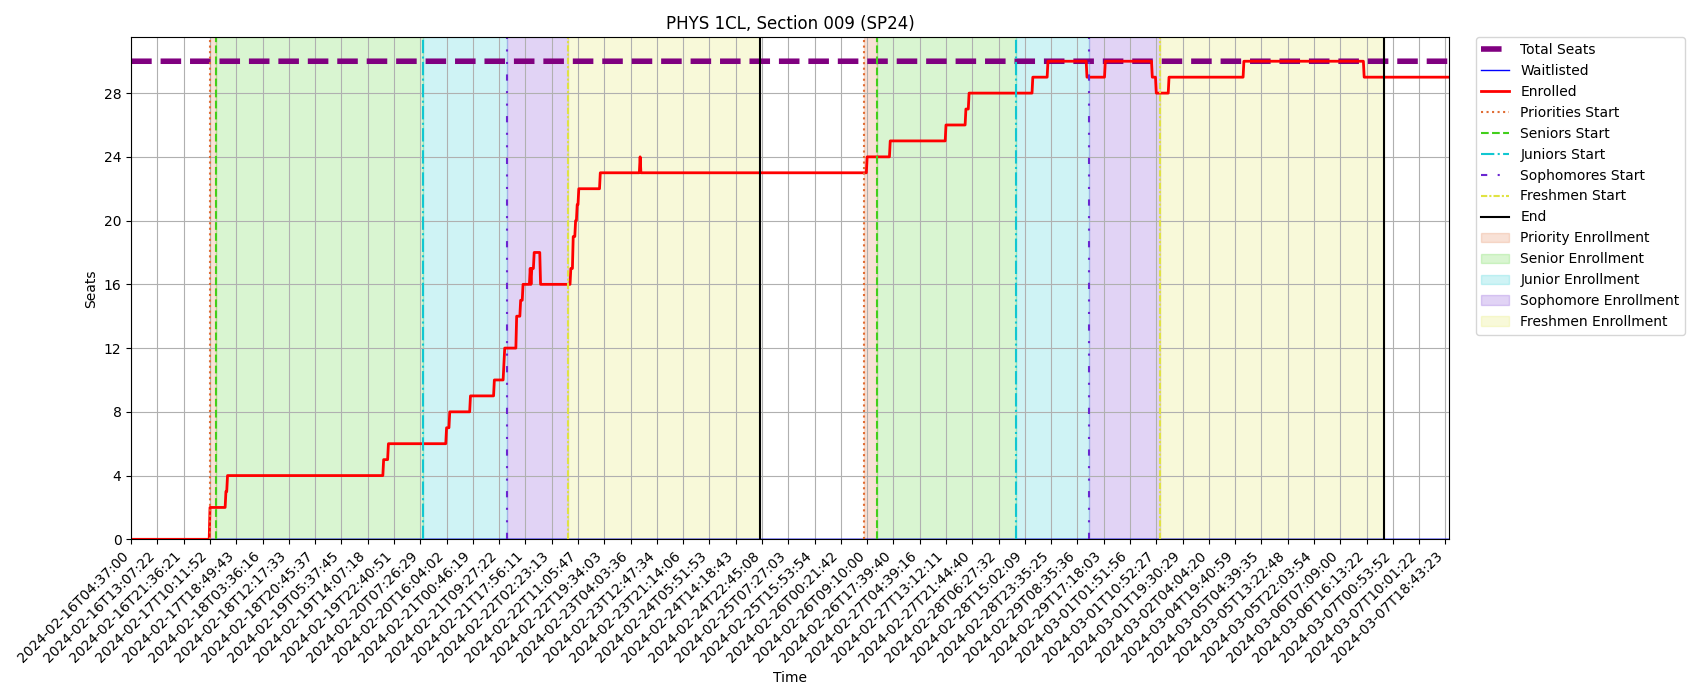 PHYS 1CL, Section 009 (SP24)
Total Seats
Waitlisted
Enrolled
Priorities Start
Seniors Start
Juniors Start
Sophomores Start
Freshmen Start
End
Priority Enrollment
Senior Enrollment
Junior Enrollment
Sophomore Enrollment
Freshmen Enrollment
Seats
28
24
20
16
12
8
4
0
2024-02-16T04:37:00
2024-02-16T13:07:22
2024-02-16T21:36:21
2024-02-17T10:11:52
2024-02-17T18:49:43
2024-02-18T03:36:16
2024-02-18T12:17:33
2024-02-18T20:45:37
2024-02-19T05:37:45
2024-02-19T14:07:18
2024-02-19T22:40:51
2024-02-20T07:26:29
2024-02-20T16:04:02
2024-02-21T00:46:19
2024-02-21T09:27:22
2024-02-21T17:56:11
2024-02-22T02:23:13
2024-02-22T11:05:47
2024-02-22T19:34:03
2024-02-23T04:03:36
2024-02-23T12:47:34
2024-02-23T21:14:06
2024-02-24T05:51:53
2024-02-24T14:18:43
2024-02-24T22:45:08
2024-02-25T07:27:03
2024-02-25T15:53:54
2024-02-26T00:21:42
2024-02-26T09:10:00
2024-02-26T17:39:40
2024-02-27T04:39:16
2024-02-27T13:12:11
2024-02-27T21:44:40
2024-02-28T06:27:32
2024-02-28T15:02:09
2024-02-28T23:35:25
2024-02-29T08:35:36
2024-02-29T17:18:03
2024-03-01T01:51:56
2024-03-01T10:52:27
2024-03-01T19:30:29
2024-03-02T04:04:20
2024-03-04T19:40:59
2024-03-05T04:39:35
2024-03-05T13:22:48
2024-03-05T22:03:54
2024-03-06T07:09:00
2024-03-06T16:13:22
2024-03-07T00:53:52
2024-03-07T10:01:22
2024-03-07T18:43:23
Time